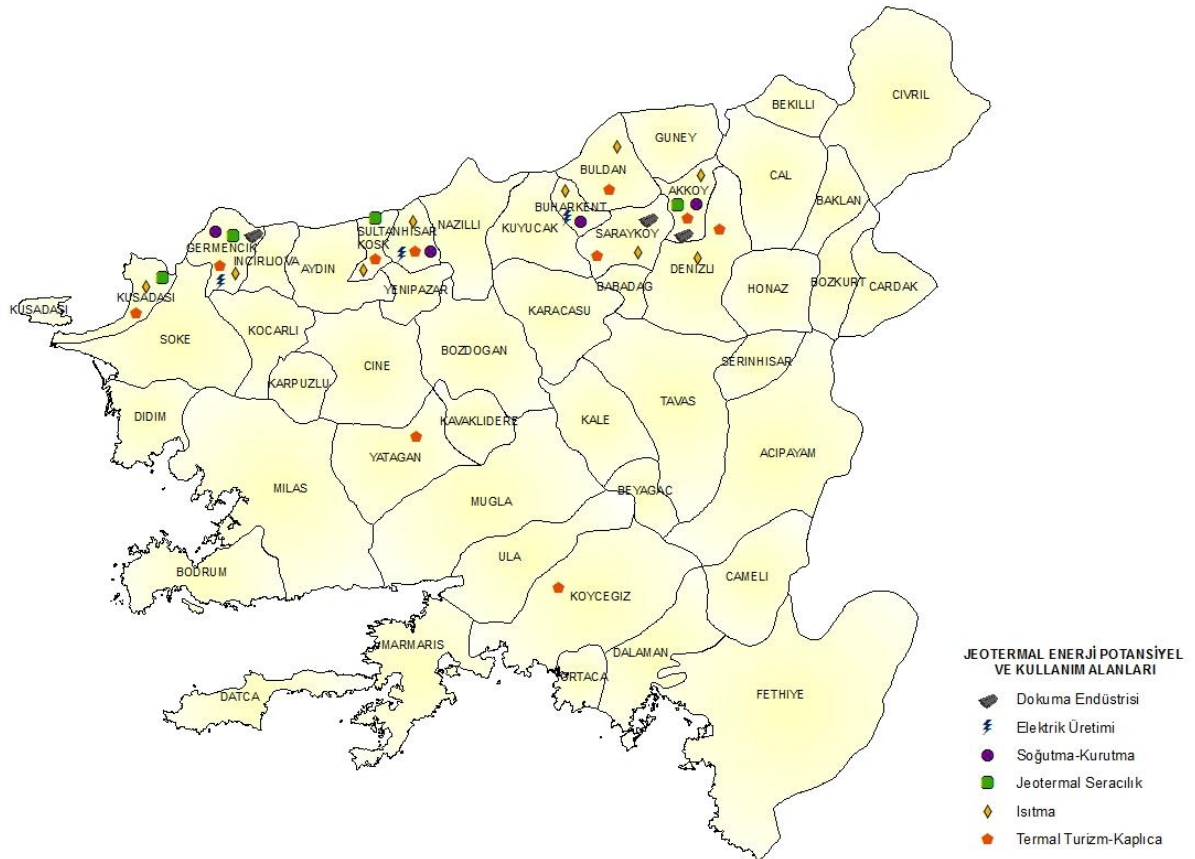 CIVRIL
BEKILLI
GUNEY
CAL
BULDAN
AKKOY
BAKLAN
BUHARKENT
NAZILLI
KUYUCAK
SARAYKOY
SULTANHISAR
KOSK
GERMENCIK
INCIRLIOVA
AYDIN
DENIZLI
BABADAG
HONAZ
BOZKURT
CARDAK
YENIPAZAR
KUSADASI
KUSADASI
KARACASU
SOKE
KOCARLI
BOZDOGAN
CINE
SERINHISAR
KARPUZLU
TAVAS
DIDIM
KAVAKLIDERE
KALE
YATAGAN
ACIPAYAM
MILAS
BEYAGAC
MUGLA
ULA
BODRUM
CAMELI
KOYCEGIZ
MARMARIS
DALAMAN
ORTACA
DATCA
FETHIYE
JEOTERMAL ENERJİ POTANSİYEL
VE KULLANIM ALANLARI
Dokuma Endüstrisi
Elektrik Üretimi
Soğutma-Kurutma
Jeotermal Seracılık
Isıtma
Termal Turizm-Kaplıca